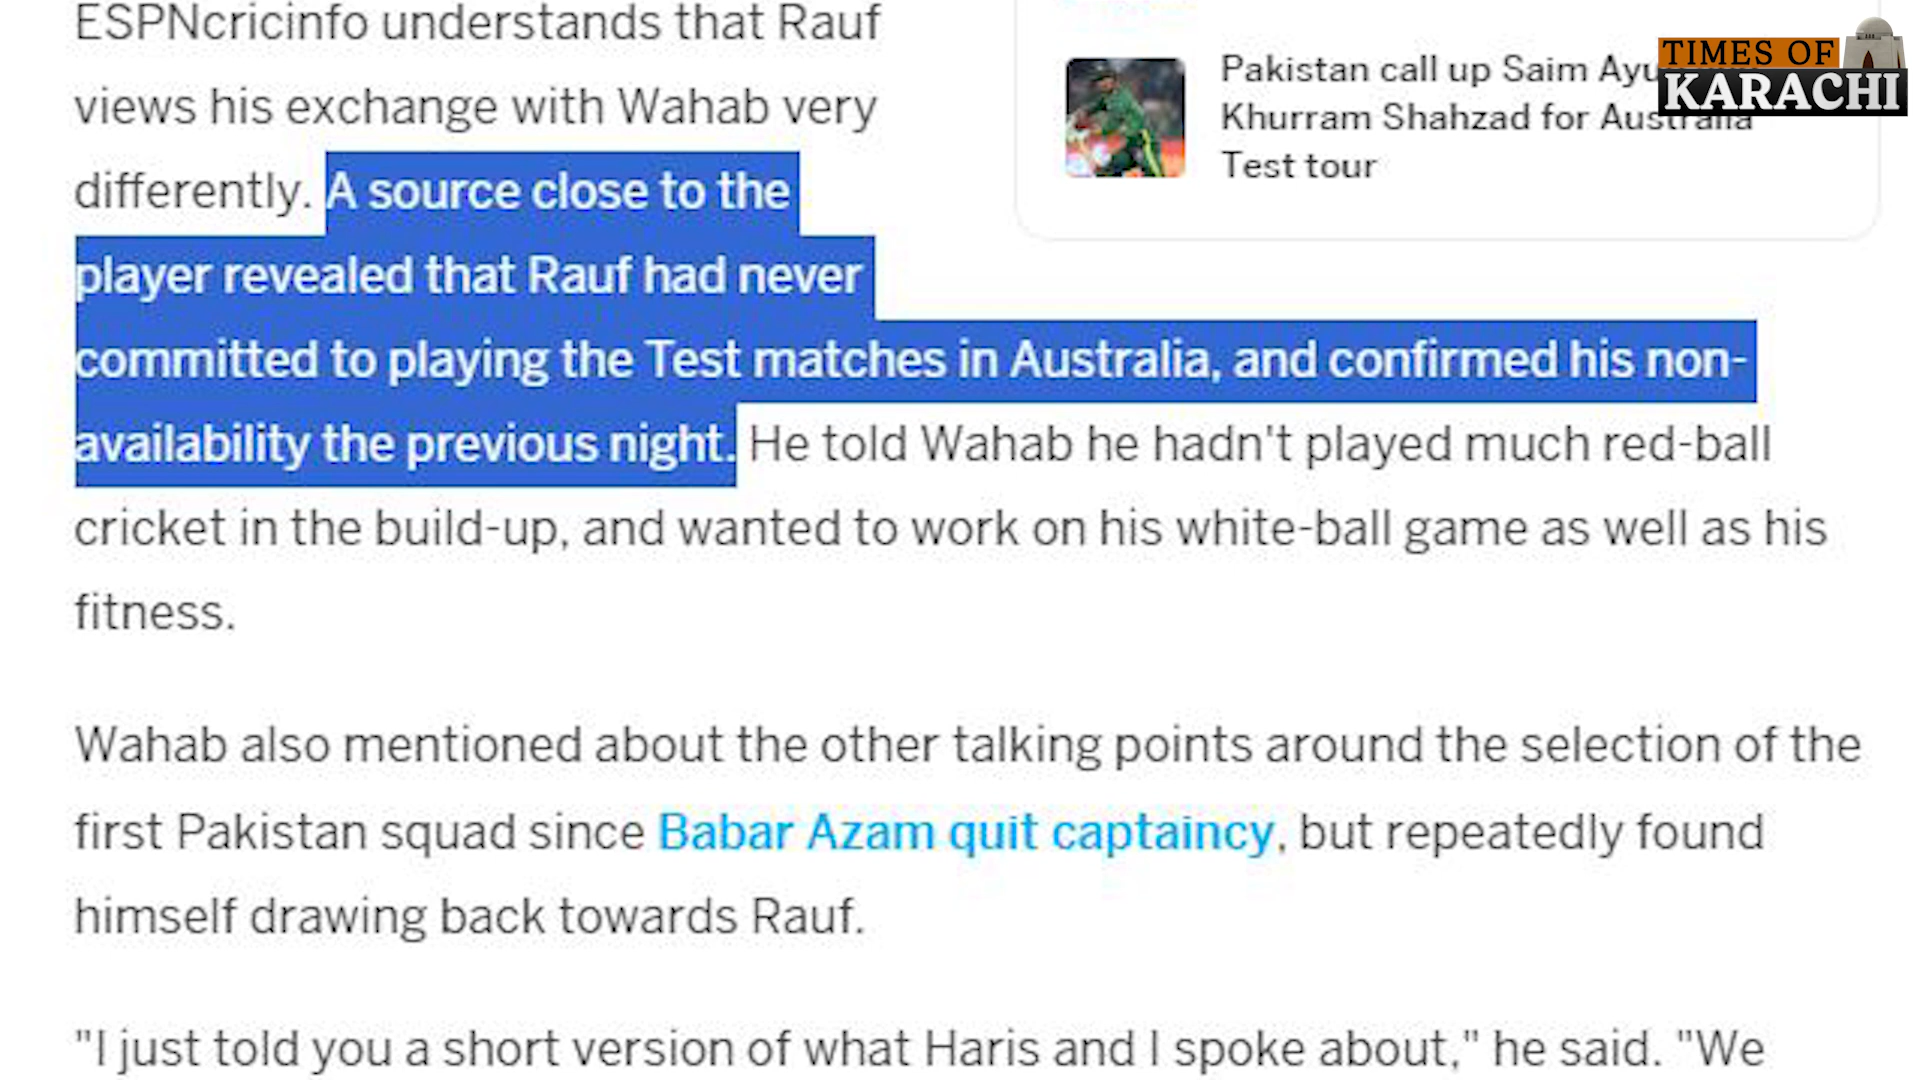 ESPNcricinfo understands that Rauf
views his exchange with Wahab very
differently. A source close to the
player revealed that Rauf had never
committed to playing the Test matches in Australia, and confirmed his non-
availability the previous night. He told Wahab he hadn't played much red-ball
cricket in the build-up, and wanted to work on his white-ball game as well as his
fitness.
Wahab also mentioned about the other talking points around the selection of the
first Pakistan squad since Babar Azam quit captaincy, but repeatedly found
himself drawing back towards Rauf.
"I just told you a short version of what Haris and I spoke about," he said. "We
Pakistan call up Saim Ayu
Khurram Shahzad for Australia
Test tour
TIMES OF
KARACHI